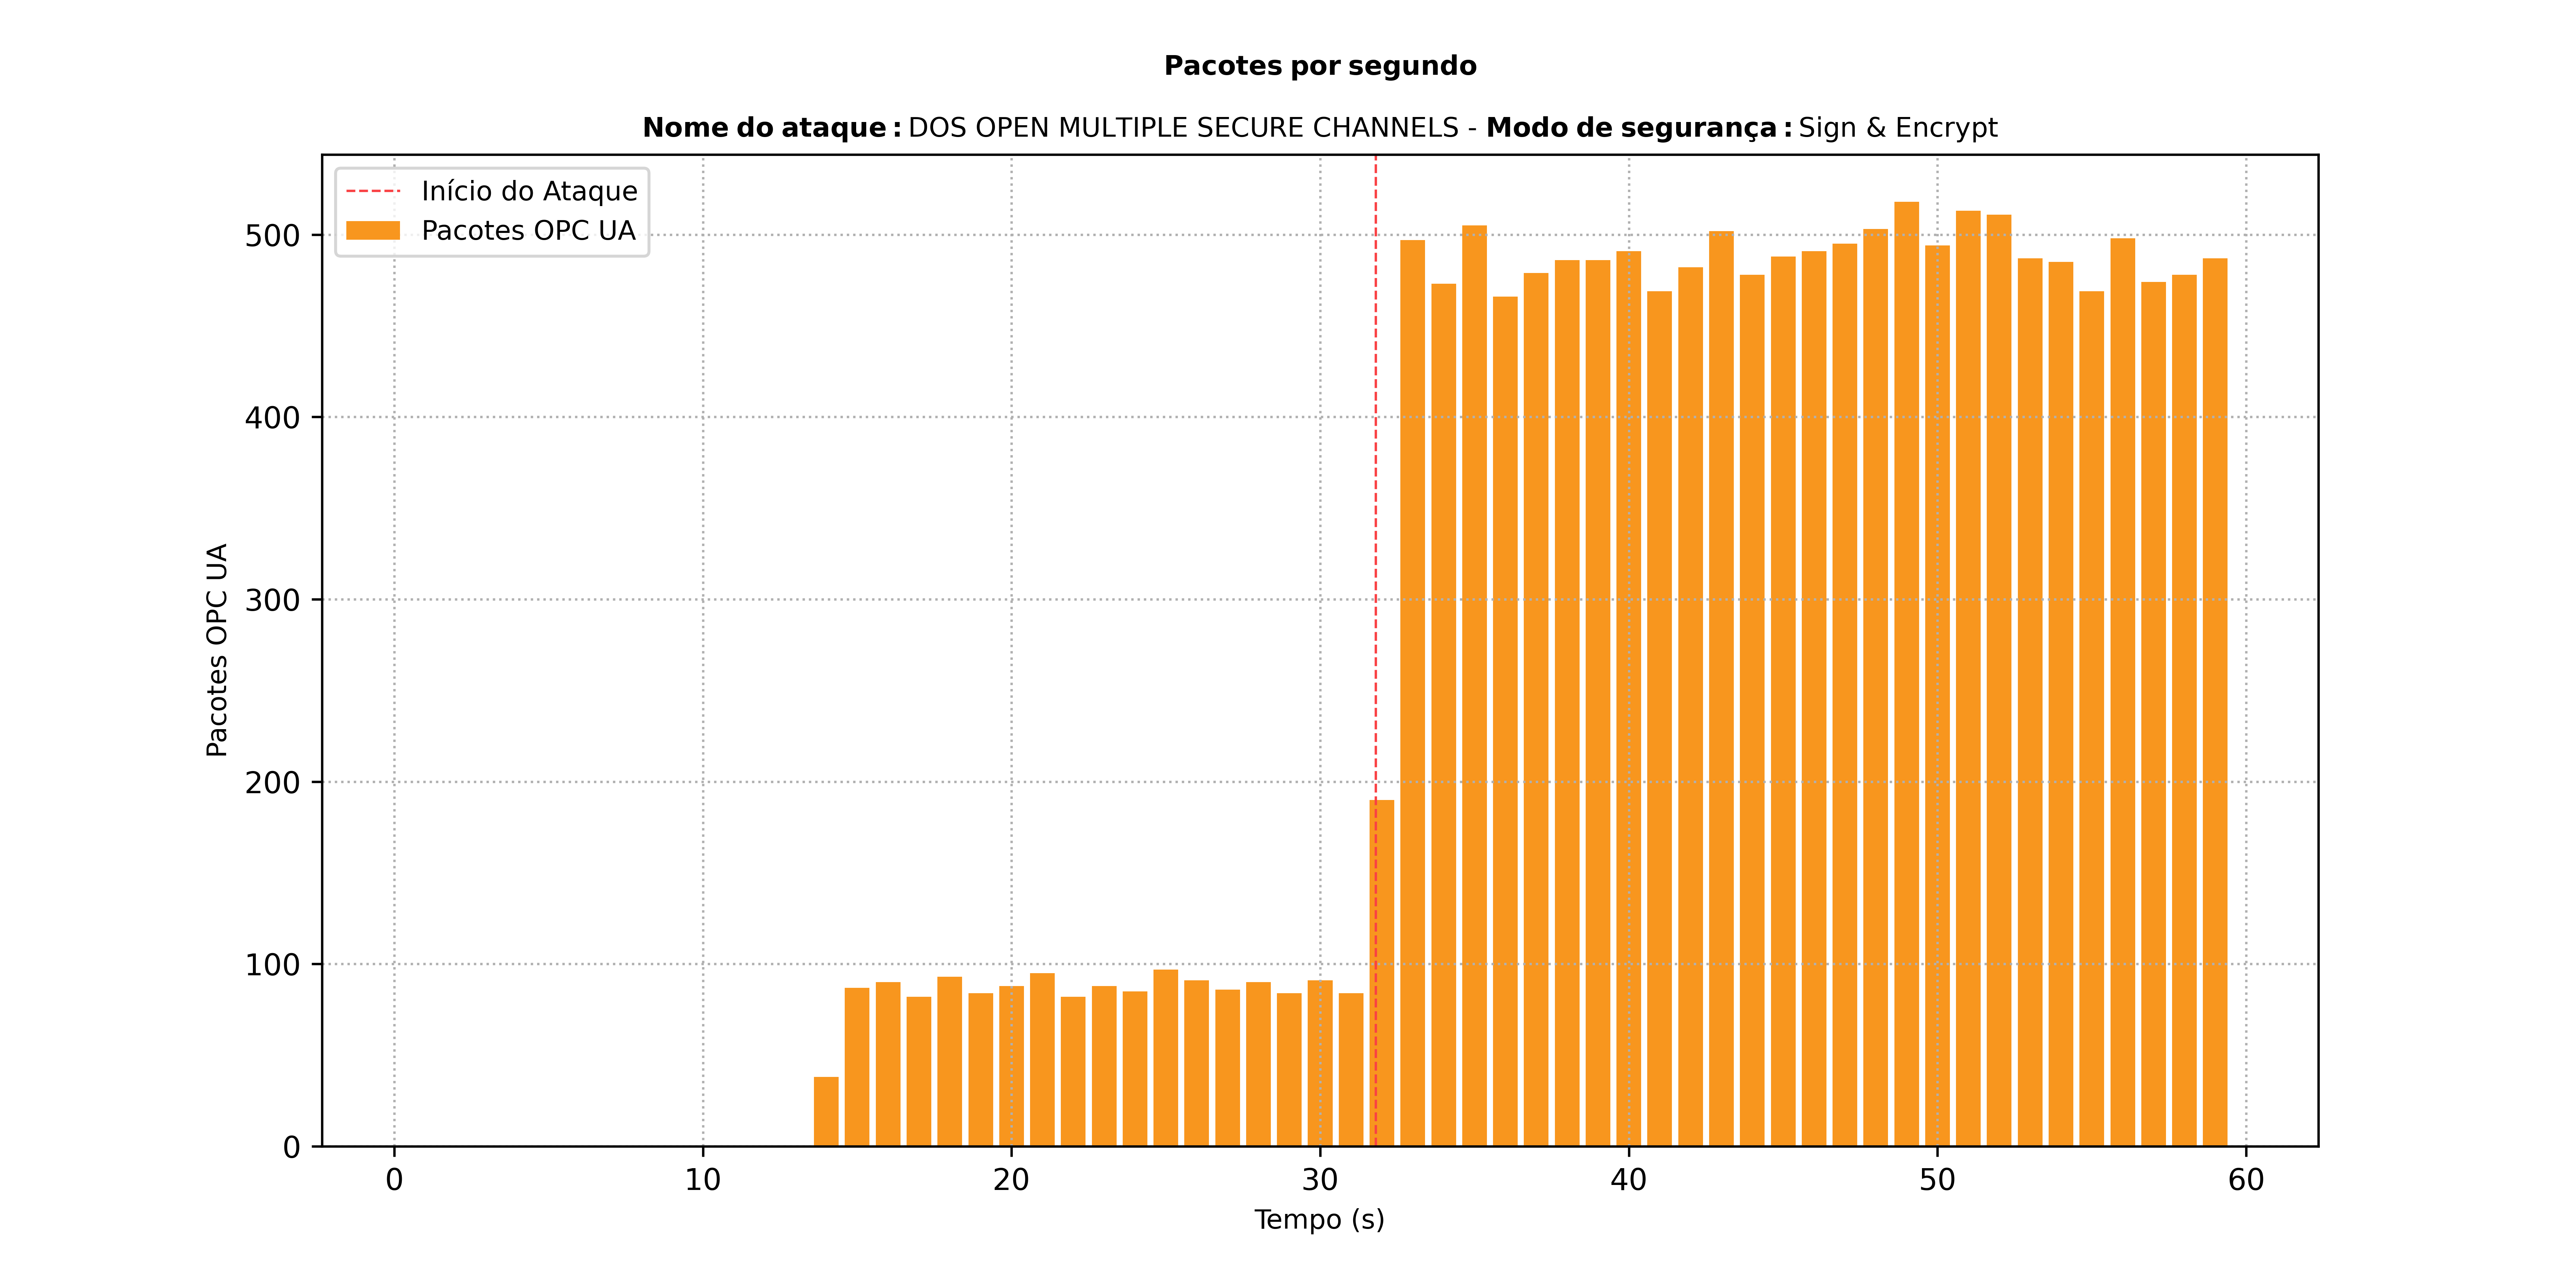 Pacotes por segundo
Nome do ataque: DOS OPEN MULTIPLE SECURE CHANNELS - Modo de segurança: Sign & Encrypt
Início do Ataque
Pacotes OPC UA
500
400
300
200
100
0
Pacotes OPC UA
0 10 20 30 40 50 60
Tempo (s)